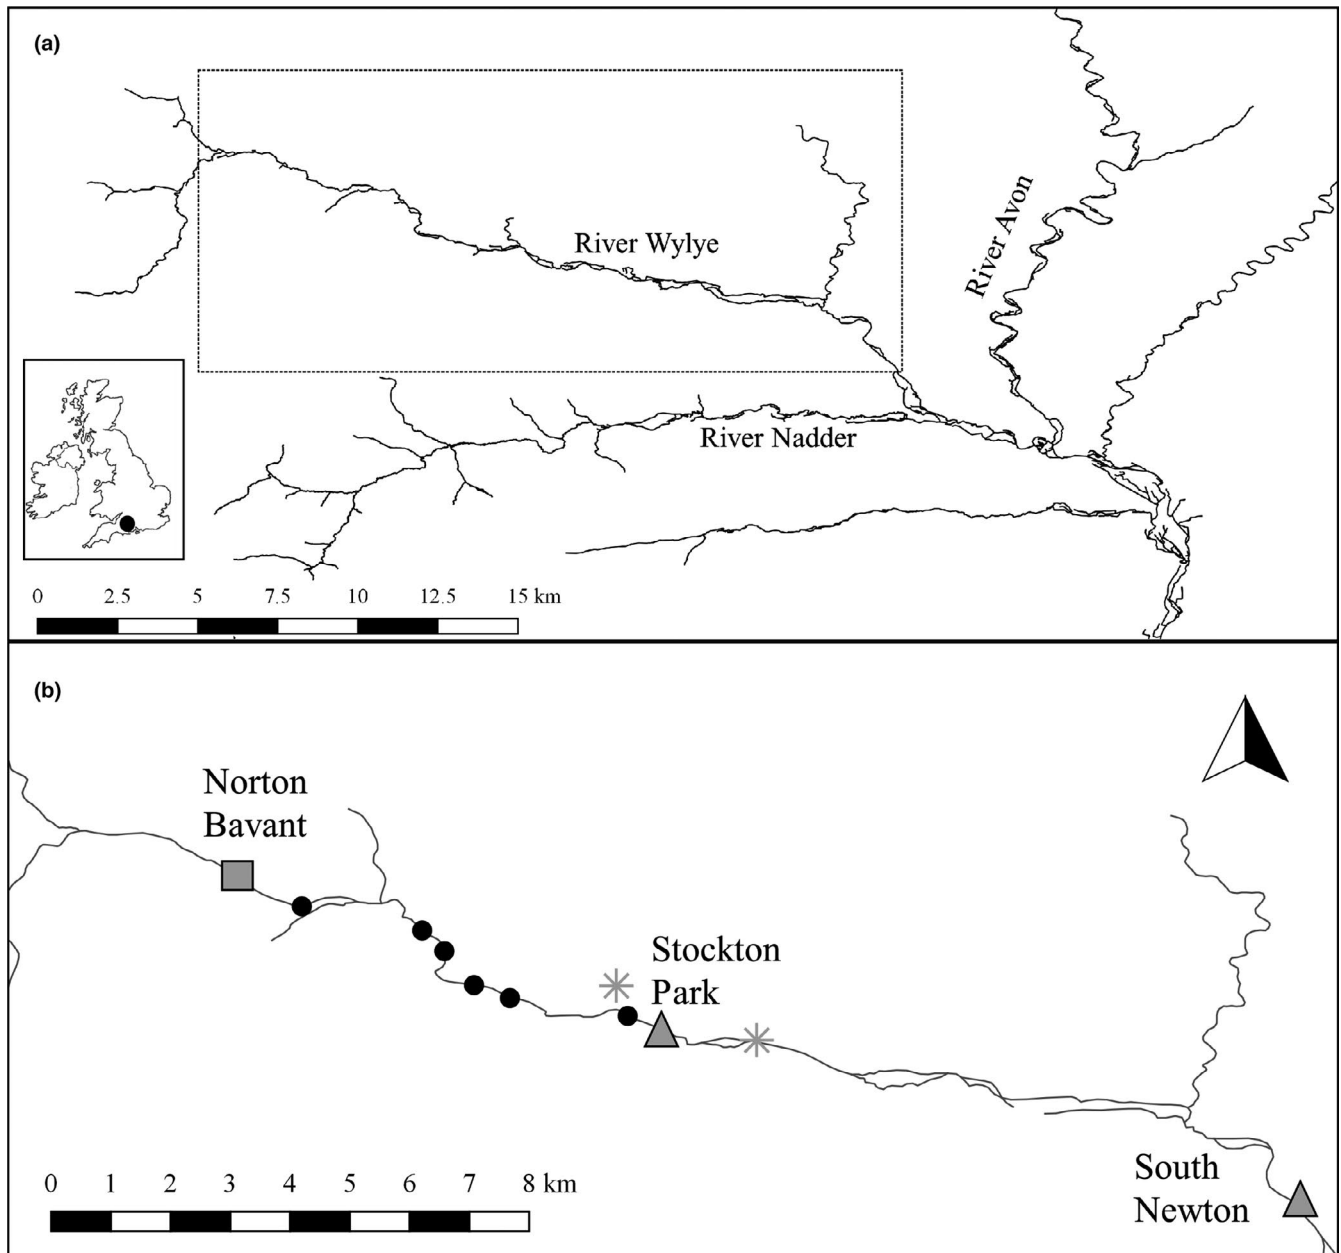 (a)
River Wylye
River Avon
River Nadder
0 2.5 5 7.5 10 12.5 15 km
(b)
Norton
Bavant
Stockton
Park
South
Newton
0 1 2 3 4 5 6 7 8 km